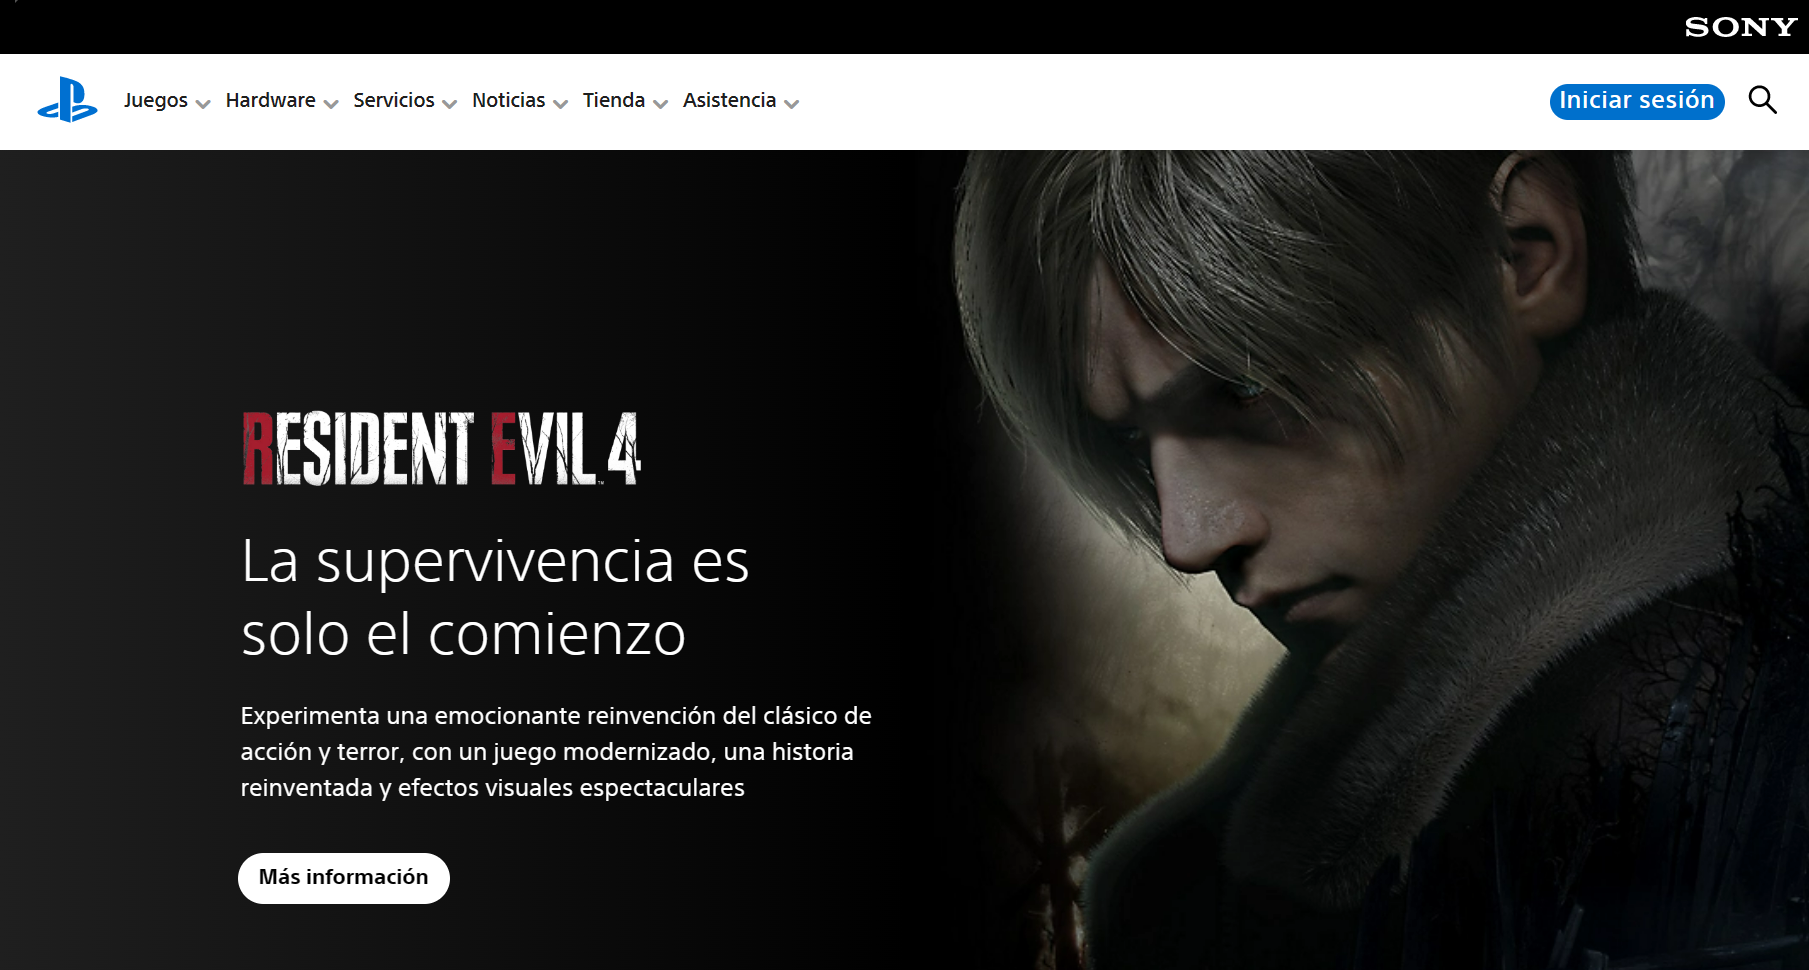 SONY
Juegos Hardware Servicios Noticias Tienda Asistencia Iniciar sesión
RESIDENT EVIL 4
La supervivencia es
solo el comienzo
Experimenta una emocionante reinvención del clásico de
acción y terror, con un juego modernizado, una historia
reinventada y efectos visuales espectaculares
Más información